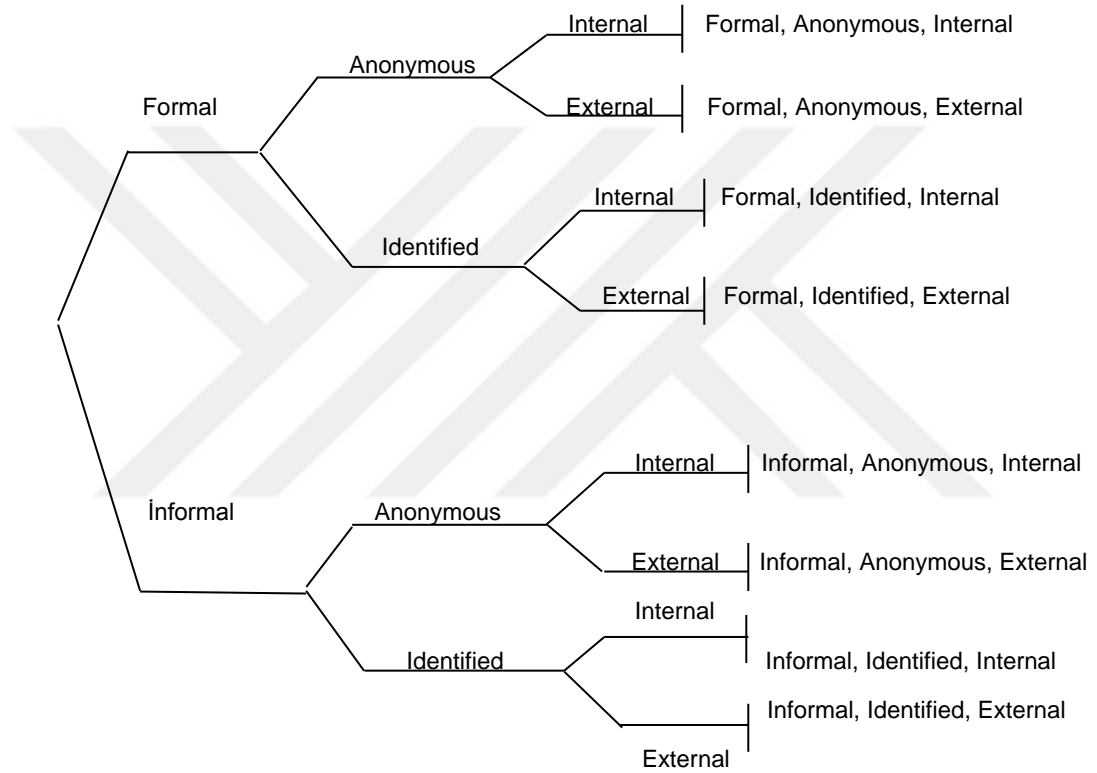 Internal Formal, Anonymous, Internal
Anonymous
Formal
External Formal, Anonymous, External
Internal Formal, Identified, Internal
Identified
External Formal, Identified, External
Internal Informal, Anonymous, Internal
İnformal Anonymous
External Informal, Anonymous, External
Internal
Identified Informal, Identified, Internal
Informal, Identified, External
External